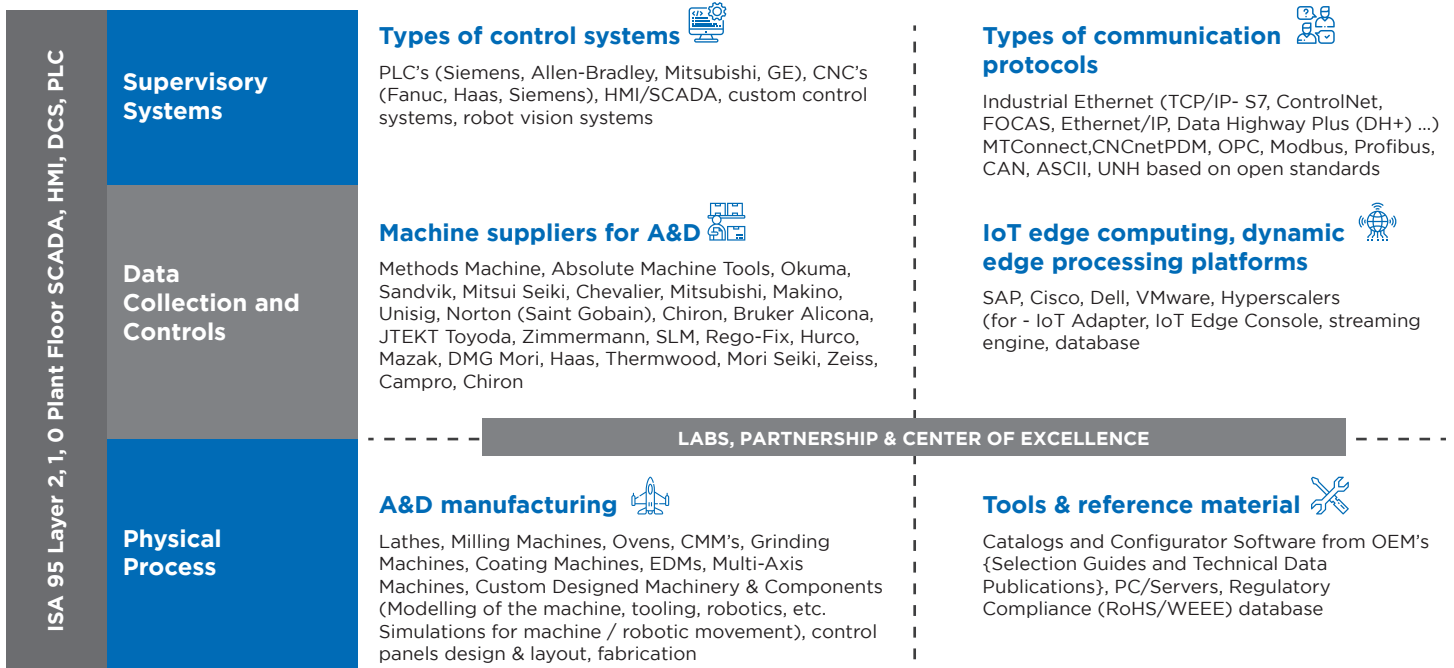 ISA 95 Layer 2, 1, 0 Plant Floor SCADA, HMI, DCS, PLC
Supervisory
Systems
Types of control systems
PLC's (Siemens, Allen-Bradley, Mitsubishi, GE), CNC's
(Fanuc, Haas, Siemens), HMI/SCADA, custom control
systems, robot vision systems
Types of communication
protocols
Industrial Ethernet (TCP/IP- S7, ControlNet,
FOCAS, Ethernet/IP, Data Highway Plus (DH+) ...)
MTConnect,CNCnetPDM, OPC, Modbus, Profibus,
CAN, ASCII, UNH based on open standards
Data
Collection and
Controls
Machine suppliers for A&D
Methods Machine, Absolute Machine Tools, Okuma,
Sandvik, Mitsui Seiki, Chevalier, Mitsubishi, Makino,
Unisig, Norton (Saint Gobain), Chiron, Bruker Alicona,
JTEKT Toyoda, Zimmermann, SLM, Rego-Fix, Hurco,
Mazak, DMG Mori, Haas, Thermwood, Mori Seiki, Zeiss,
Campro, Chiron
IoT edge computing, dynamic
edge processing platforms
SAP, Cisco, Dell, VMware, Hyperscalers
(for - IoT Adapter, IoT Edge Console, streaming
engine, database
LABS, PARTNERSHIP & CENTER OF EXCELLENCE
Physical
Process
A&D manufacturing
Lathes, Milling Machines, Ovens, CMM's, Grinding
Machines, Coating Machines, EDMs, Multi-Axis
Machines, Custom Designed Machinery & Components
(Modelling of the machine, tooling, robotics, etc.
Simulations for machine / robotic movement), control
panels design & layout, fabrication
Tools & reference material
Catalogs and Configurator Software from OEM's
{Selection Guides and Technical Data
Publications}, PC/Servers, Regulatory
Compliance (RoHS/WEEE) database